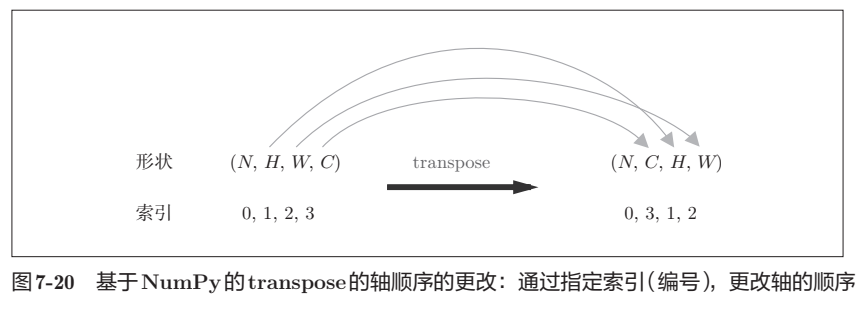 形状 (N, H, W, C) transpose (N, C, H, W)
索引 0, 1, 2, 3 0, 3, 1, 2
图7-20 基于NumPy的transpose的轴顺序的更改：通过指定索引(编号)，更改轴的顺序